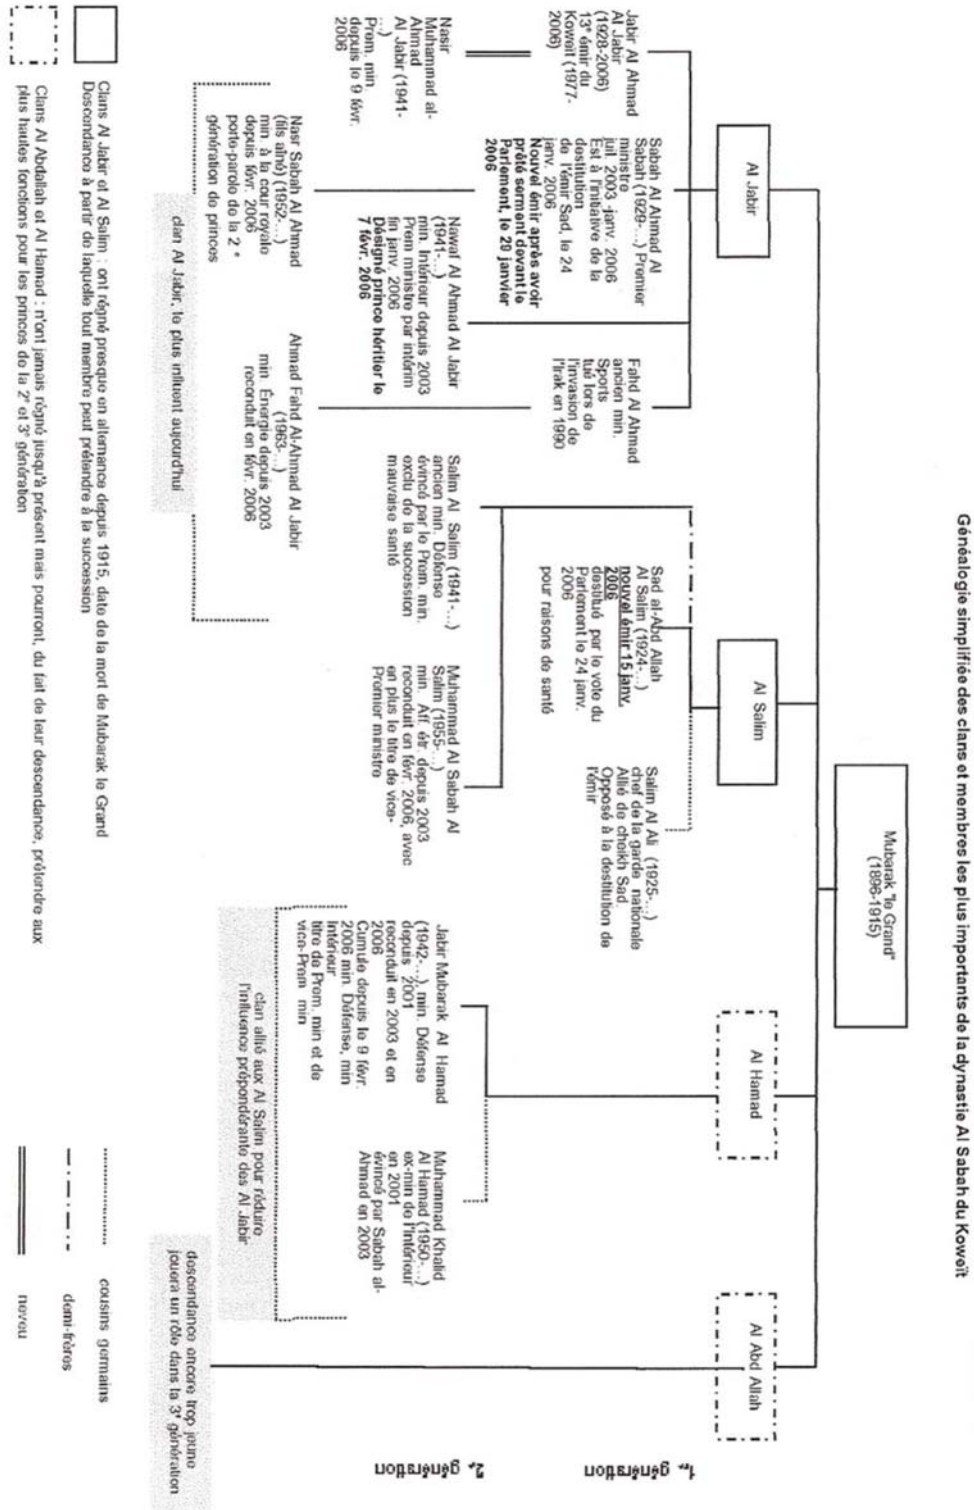 Généalogie simplifiée des clans et membres les plus importants de la dynastie Al Sabah du Koweït
Mubarak "le Grand"
(1896-1915)
Al Jabir
Al Salim
Al Hamad
Al Abd Allah
1re génération
2e génération
Jabir Al Ahmad
Al Jabir
(1928-2006)
13e émir du
Koweït (1977-
2006)
Sabah Al Ahmad Al
Sabah (1929-...) Premier
ministre
juil. 2003 -janv. 2006
Est à l'initiative de la
destitution
de l'émir Sad, le 24
janv. 2006
Nouvel émir après avoir
prêté serment devant le
Parlement, le 29 janvier
2006
Fahd Al Ahmad
ancien min.
Sports
tué lors de
l'invasion de
l'Irak en 1990
Sad al-Abd Allah
Al Salim (1924-...)
nouvel émir 15 janv.
2006
destitué par le vote du
Parlement le 24 janv.
2006
pour raisons de santé
Salim Al Ali (1925-...)
chef de la garde nationale
Allié de cheikh Sad.
Opposé à la destitution de
l'émir
Nasir
Muhammad al-
Ahmad
Al Jabir (1941-
...)
Prem. min.
depuis le 9 févr.
2006
Nawaf Al Ahmad Al Jabir
(1941-...)
min. Intérieur depuis 2003
Prem ministre par intérim
fin janv. 2006
Désigné prince héritier le
7 févr. 2006
Salim Al Salim (1941-...)
ancien min. Défense
évincé par le Prem. min.
exclu de la succession
mauvaise santé
Muhammad Al Sabah Al
Salim (1955-...)
min. Aff. étr. depuis 2003
reconduit en févr. 2006, avec
en plus le titre de vice-
Premier ministre
Jabir Mubarak Al Hamad
(1942-...), min. Défense
depuis 2001
reconduit en 2003 et en
2006
Cumule depuis le 9 févr.
2006 min. Défense, min
Intérieur
titre de Prem. min et de
vice-Prem min
Muhammad Khalid
Al Hamad (1950-...)
ex-min de l'Intérieur
en 2001
évincé par Sabah al-
Ahmad en 2003
Nasr Sabah Al Ahmad
(fils aîné) (1952-...)
min à la cour royale
depuis févr. 2006
porte-parole de la 2e
génération de princes
Ahmad Fahd Al-Ahmad Al Jabir
(1963-...)
min Énergie depuis 2003
reconduit en févr. 2006
clan Al Jabir, le plus influent aujourd'hui
clan allié aux Al Salim pour réduire
l'influence prépondérante des Al Jabir
descendance encore trop jeune
jouera un rôle dans la 3e génération
Clans Al Jabir et Al Salim : ont régné presque en alternance depuis 1915, date de la mort de Mubarak le Grand
Descendance à partir de laquelle tout membre peut prétendre à la succession
Clans Al Abdallah et Al Hamad : n'ont jamais régné jusqu'à présent mais pourront, du fait de leur descendance, prétendre aux
plus hautes fonctions pour les princes de la 2e et 3e génération
cousins germains
demi-frères
neveu